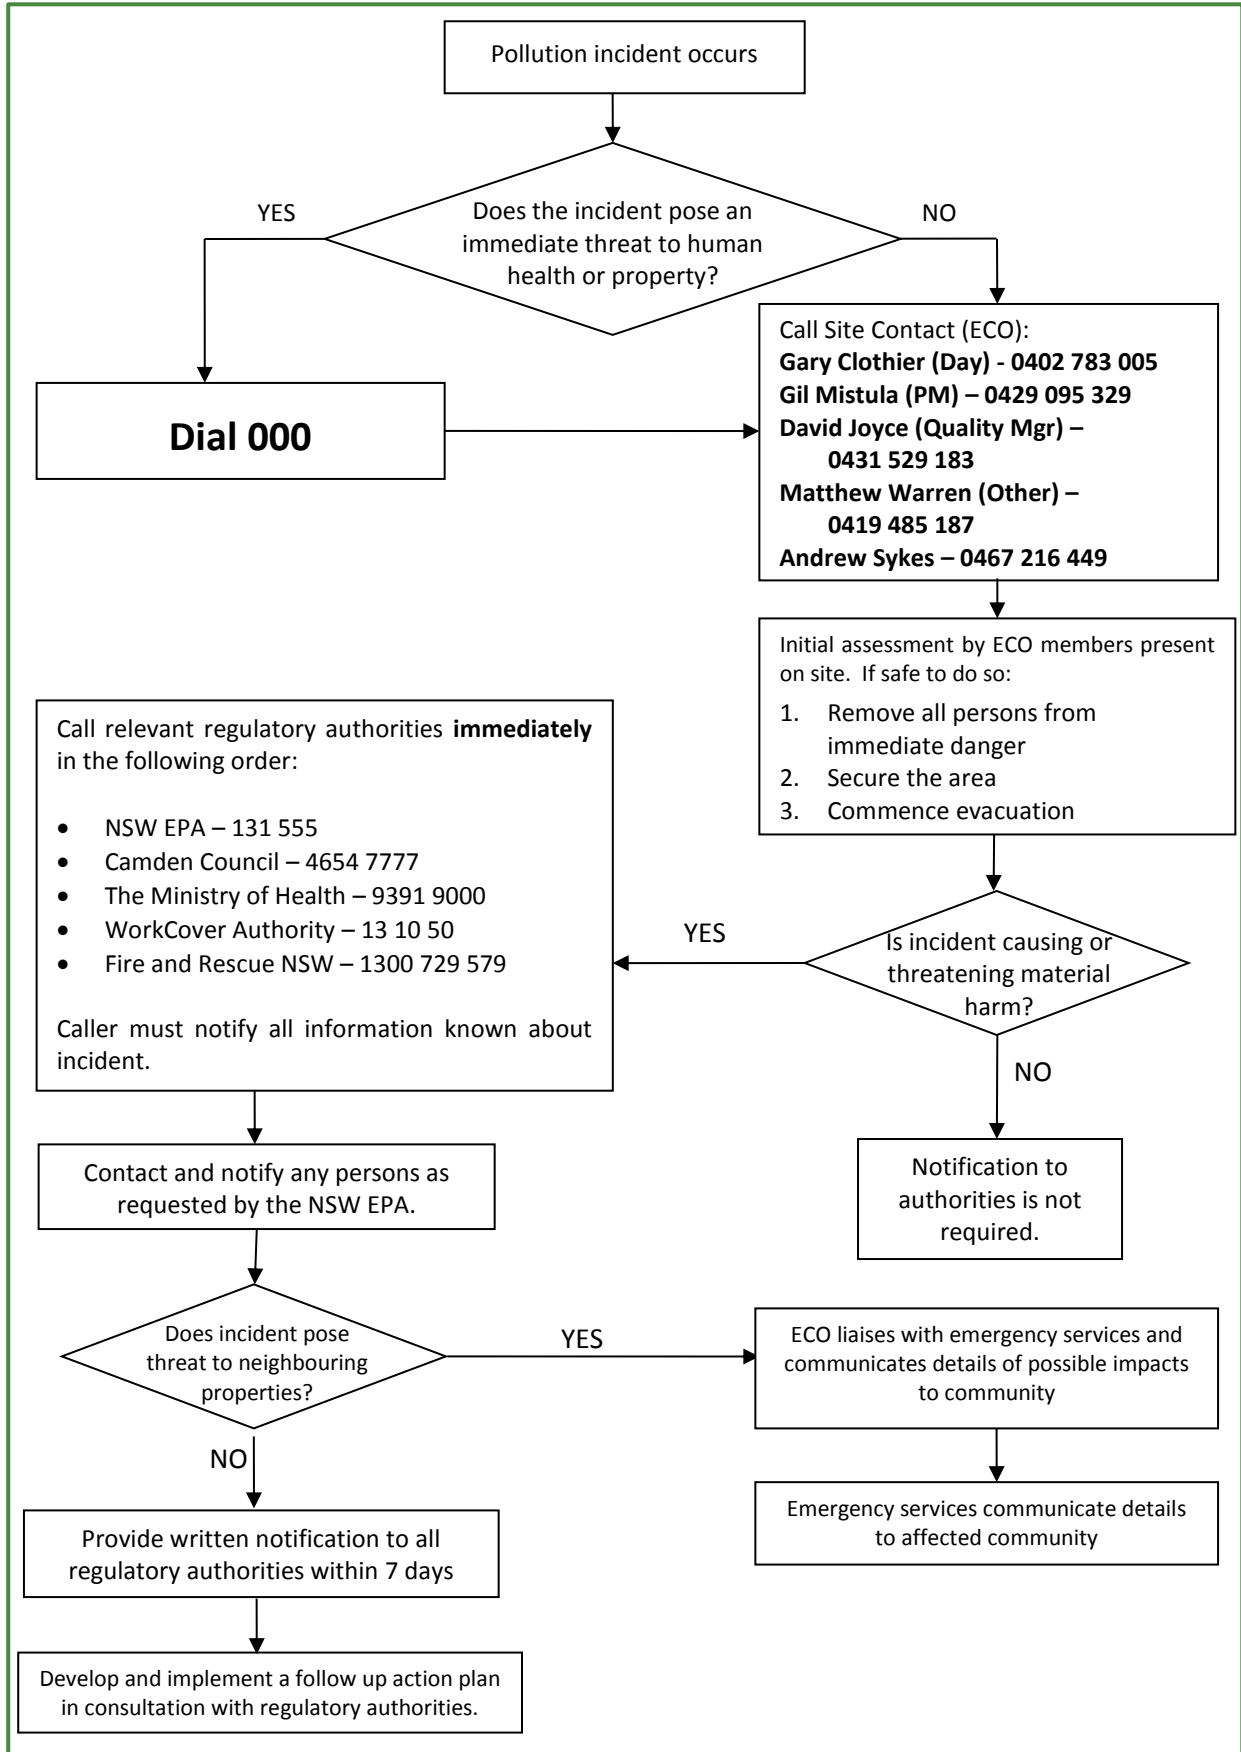 Pollution incident occurs
Does the incident pose an
immediate threat to human
health or property?
YES
NO
Dial 000
Call Site Contact (ECO):
Gary Clothier (Day) - 0402 783 005
Gil Mistula (PM) – 0429 095 329
David Joyce (Quality Mgr) –
0431 529 183
Matthew Warren (Other) –
0419 485 187
Andrew Sykes – 0467 216 449
Initial assessment by ECO members present
on site. If safe to do so:
1. Remove all persons from
immediate danger
2. Secure the area
3. Commence evacuation
Is incident causing or
threatening material
harm?
YES
NO
Call relevant regulatory authorities immediately
in the following order:
• NSW EPA – 131 555
• Camden Council – 4654 7777
• The Ministry of Health – 9391 9000
• WorkCover Authority – 13 10 50
• Fire and Rescue NSW – 1300 729 579
Caller must notify all information known about
incident.
Notification to
authorities is not
required.
Contact and notify any persons as
requested by the NSW EPA.
Does incident pose
threat to neighbouring
properties?
YES
NO
ECO liaises with emergency services and
communicates details of possible impacts
to community
Emergency services communicate details
to affected community
Provide written notification to all
regulatory authorities within 7 days
Develop and implement a follow up action plan
in consultation with regulatory authorities.